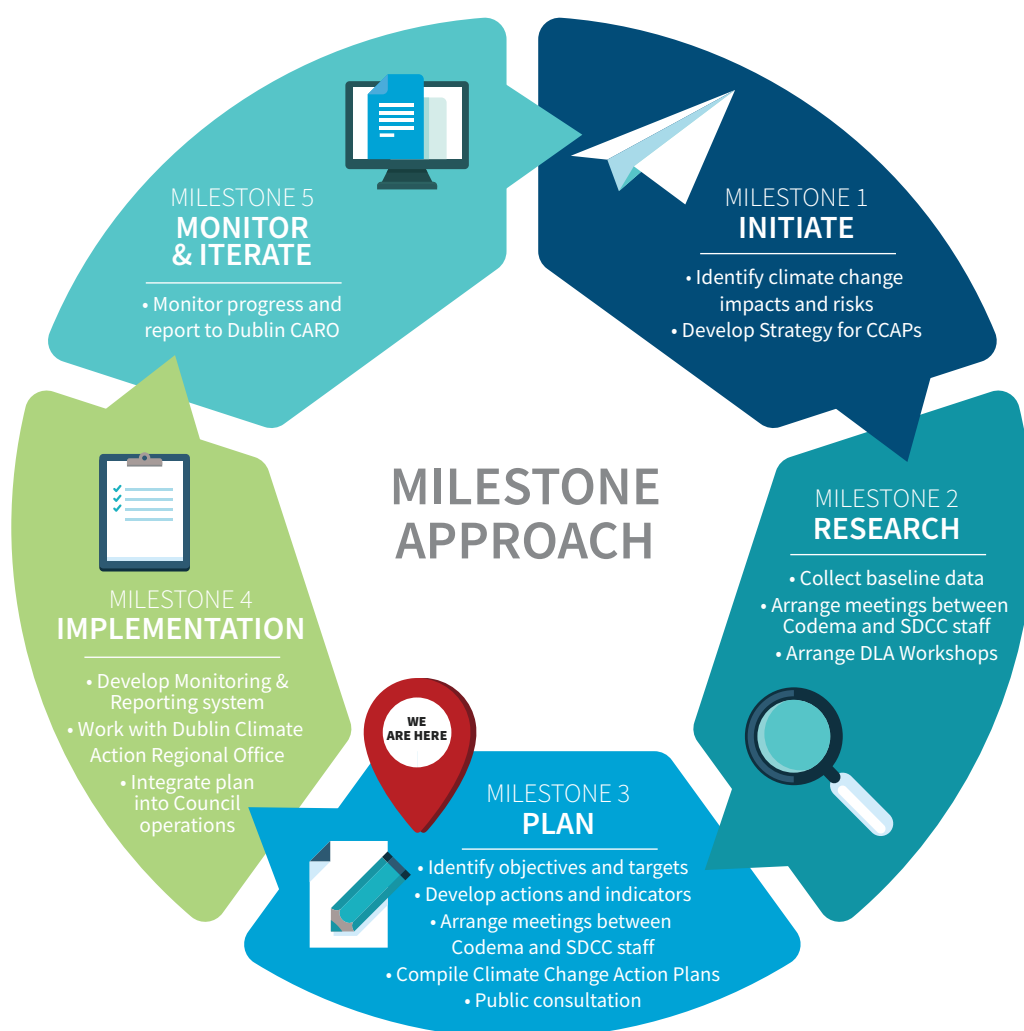 MILESTONE APPROACH
MILESTONE 1
INITIATE
• Identify climate change
impacts and risks
• Develop Strategy for CCAPs
MILESTONE 2
RESEARCH
• Collect baseline data
• Arrange meetings between
Codema and SDCC staff
• Arrange DLA Workshops
WE
ARE HERE
MILESTONE 3
PLAN
• Identify objectives and targets
• Develop actions and indicators
• Arrange meetings between
Codema and SDCC staff
• Compile Climate Change Action Plans
• Public consultation
MILESTONE 4
IMPLEMENTATION
• Develop Monitoring &
Reporting system
• Work with Dublin Climate
Action Regional Office
• Integrate plan
into Council
operations
MILESTONE 5
MONITOR
& ITERATE
• Monitor progress and
report to Dublin CARO